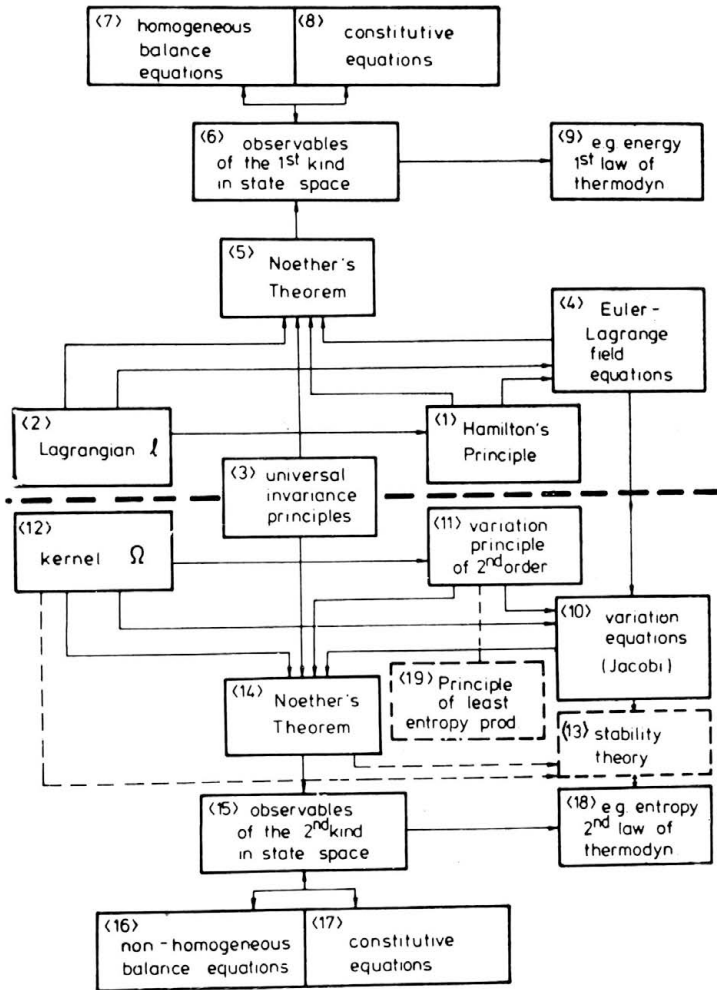 ⟨7⟩ homogeneous
balance
equations
⟨8⟩ constitutive
equations
⟨6⟩ observables
of the 1st kind
in state space
⟨9⟩ e.g. energy
1st law of
thermodyn
⟨5⟩ Noether's
Theorem
⟨4⟩ Euler-
Lagrange
field
equations
⟨2⟩
Lagrangian ℓ
⟨1⟩ Hamilton's
Principle
⟨3⟩ universal
invariance
principles
⟨12⟩
kernel Ω
⟨11⟩ variation
principle
of 2nd order
⟨10⟩ variation
equations
(Jacobi)
⟨14⟩ Noether's
Theorem
⟨19⟩ Principle
of least
entropy prod
⟨13⟩ stability
theory
⟨15⟩ observables
of the 2nd kind
in state space
⟨18⟩ e.g. entropy
2nd law of
thermodyn
⟨16⟩
non-homogeneous
balance equations
⟨17⟩ constitutive
equations